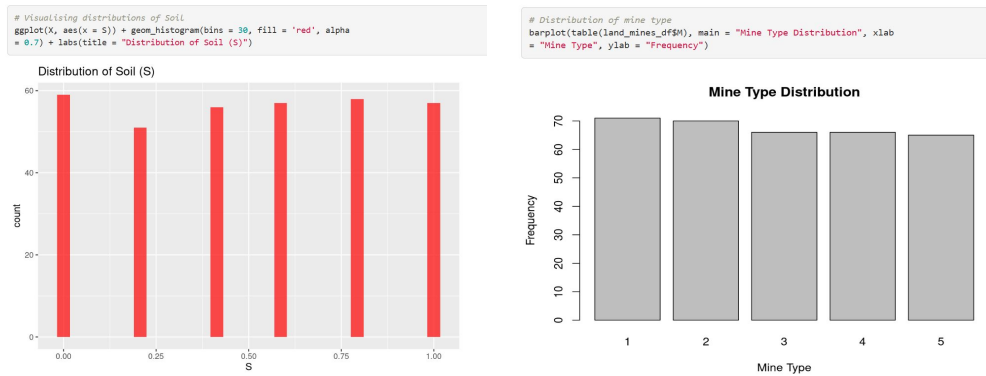 # Visualising distributions of Soil
ggplot(X, aes(x = S)) + geom_histogram(bins = 30, fill = 'red', alpha
= 0.7) + labs(title = "Distribution of Soil (S)")
Distribution of Soil (S)
60
40
20
0
count
0.00 0.25 0.50 0.75 1.00
S
# Distribution of mine type
barplot(table(land_mines_df$M), main = "Mine Type Distribution", xlab
= "Mine Type", ylab = "Frequency")
Mine Type Distribution
70
60
50
40
30
20
10
0
Frequency
1 2 3 4 5
Mine Type